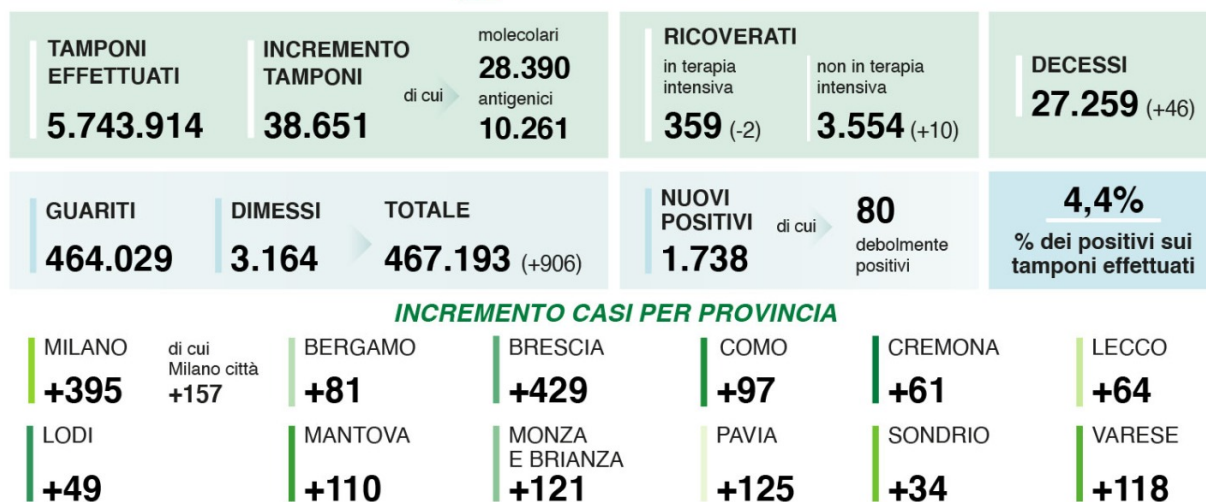 TAMPONI
EFFETTUATI
5.743.914
INCREMENTO
TAMPONI
38.651
di cui
molecolari
28.390
antigenici
10.261
RICOVERATI
in terapia
intensiva
359 (-2)
non in terapia
intensiva
3.554 (+10)
DECESSI
27.259 (+46)
GUARITI
464.029
DIMESSI
3.164
TOTALE
467.193 (+906)
NUOVI
POSITIVI
1.738
di cui
80
debolmente
positivi
4,4%
% dei positivi sui
tamponi effettuati
INCREMENTO CASI PER PROVINCIA
MILANO
+395
di cui
Milano città
+157
BERGAMO
+81
BRESCIA
+429
COMO
+97
CREMONA
+61
LECCO
+64
LODI
+49
MANTOVA
+110
MONZA
E BRIANZA
+121
PAVIA
+125
SONDRIO
+34
VARESE
+118